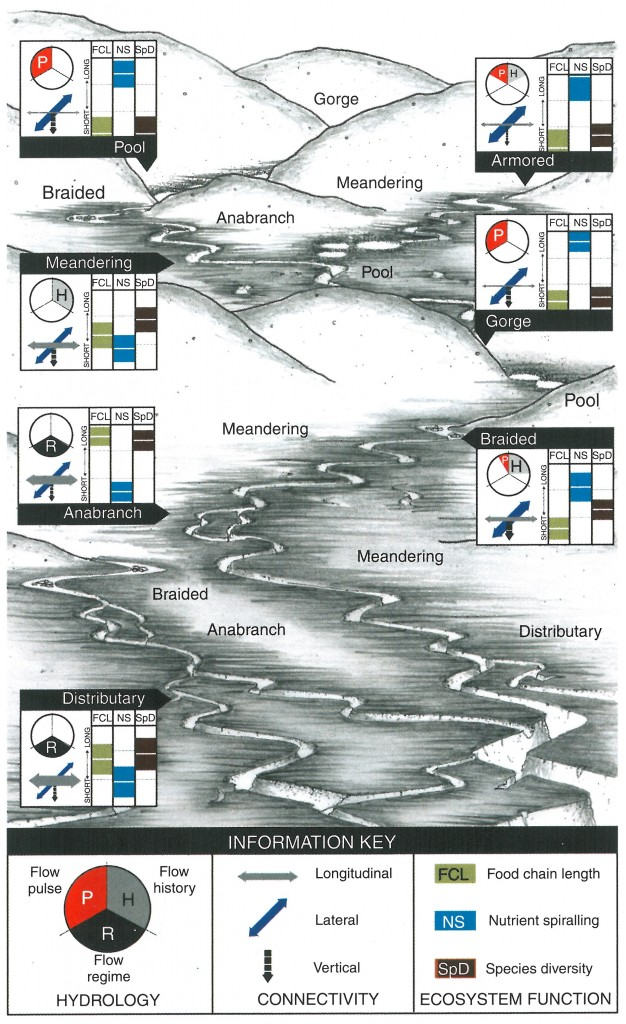 P
FCL NS SpD
LONG
SHORT
Pool
Gorge
P H
FCL NS SpD
LONG
SHORT
Armored
Braided
Meandering
Anabranch
Meandering
H
FCL NS SpD
LONG
SHORT
Pool
P
FCL NS SpD
LONG
SHORT
Gorge
Pool
R
FCL NS SpD
LONG
SHORT
Anabranch
Meandering
Braided
P H
FCL NS SpD
LONG
SHORT
Meandering
Braided
Anabranch
Distributary
Distributary
R
FCL NS SpD
LONG
SHORT
INFORMATION KEY
Flow
pulse
Flow
history
P H
R
Flow
regime
HYDROLOGY
Longitudinal
Lateral
Vertical
CONNECTIVITY
FCL Food chain length
NS Nutrient spiralling
SpD Species diversity
ECOSYSTEM FUNCTION